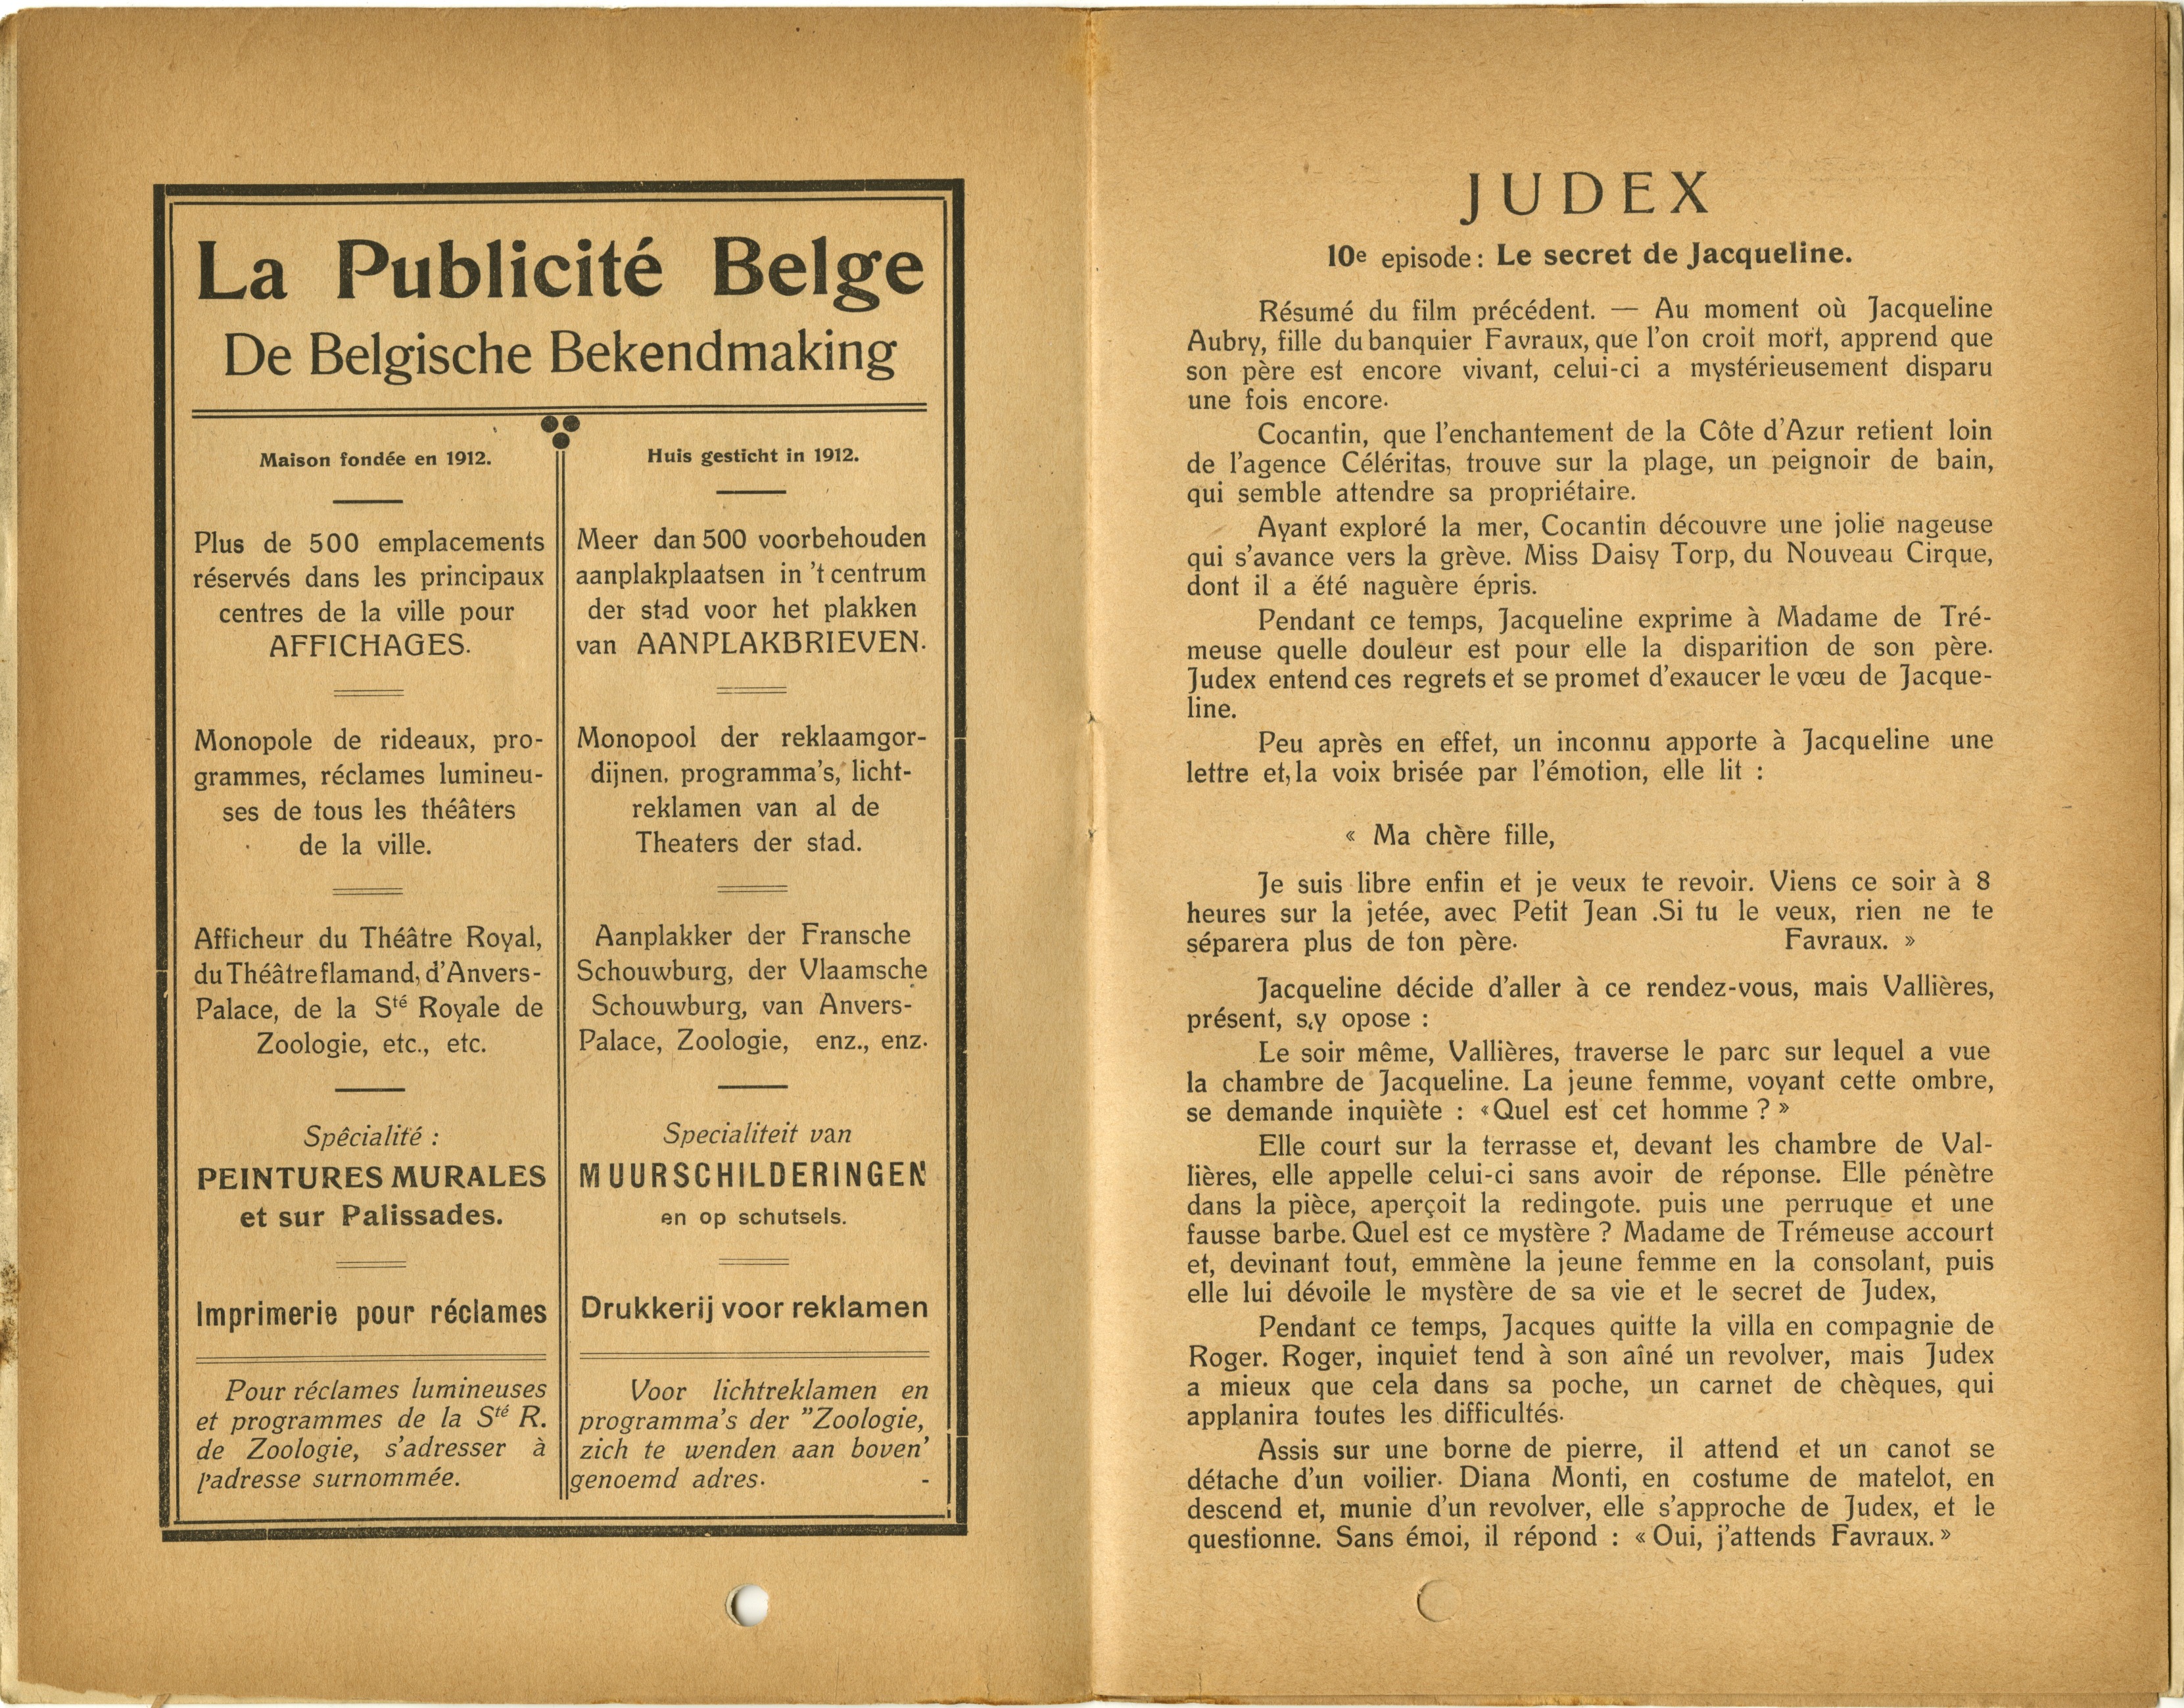 La Publicité Belge
De Belgische Bekendmaking
Maison fondée en 1912.
Plus de 500 emplacements
réservés dans les principaux
centres de la ville pour
AFFICHAGES.
Monopole de rideaux, pro-
grammes, réclames lumineu-
ses de tous les théâters
de la ville.
Afficheur du Théâtre Royal,
du Théâtre flamand, d'Anvers-
Palace, de la Sté Royale de
Zoologie, etc., etc.
Spêcialité :
PEINTURES MURALES
et sur Palissades.
Imprimerie pour réclames
Pour réclames lumineuses
et programmes de la Sté R.
de Zoologie, s'adresser à
l'adresse surnommée.
Huis gesticht in 1912.
Meer dan 500 voorbehouden
aanplakplaatsen in 't centrum
der stad voor het plakken
van AANPLAKBRIEVEN.
Monopool der reklaamgor-
dijnen, programma's, licht-
reklamen van al de
Theaters der stad.
Aanplakker der Fransche
Schouwburg, der Vlaamsche
Schouwburg, van Anvers-
Palace, Zoologie, enz., enz.
Specialiteit van
MUURSCHILDERINGEN
en op schutsels.
Drukkerij voor reklamen
Voor lichtreklamen en
programma's der "Zoologie,
zich te wenden aan boven'
genoemd adres. -
JUDEX
10e episode : Le secret de Jacqueline.
Résumé du film précédent. — Au moment où Jacqueline
Aubry, fille du banquier Favraux, que l'on croit mort, apprend que
son père est encore vivant, celui-ci a mystérieusement disparu
une fois encore.
Cocantin, que l'enchantement de la Côte d'Azur retient loin
de l'agence Céléritas, trouve sur la plage, un peignoir de bain,
qui semble attendre sa propriétaire.
Ayant exploré la mer, Cocantin découvre une jolie nageuse
qui s'avance vers la grève. Miss Daisy Torp, du Nouveau Cirque,
dont il a été naguère épris.
Pendant ce temps, Jacqueline exprime à Madame de Tré-
meuse quelle douleur est pour elle la disparition de son père.
Judex entend ces regrets et se promet d'exaucer le vœu de Jacque-
line.
Peu après en effet, un inconnu apporte à Jacqueline une
lettre et, la voix brisée par l'émotion, elle lit :
« Ma chère fille,
Je suis libre enfin et je veux te revoir. Viens ce soir à 8
heures sur la jetée, avec Petit Jean .Si tu le veux, rien ne te
séparera plus de ton père. Favraux. »
Jacqueline décide d'aller à ce rendez-vous, mais Vallières,
présent, s,y opose :
Le soir même, Vallières, traverse le parc sur lequel a vue
la chambre de Jacqueline. La jeune femme, voyant cette ombre,
se demande inquiète : «Quel est cet homme ? »
Elle court sur la terrasse et, devant les chambre de Val-
lières, elle appelle celui-ci sans avoir de réponse. Elle pénètre
dans la pièce, aperçoit la redingote. puis une perruque et une
fausse barbe. Quel est ce mystère ? Madame de Trémeuse accourt
et, devinant tout, emmène la jeune femme en la consolant, puis
elle lui dévoile le mystère de sa vie et le secret de Judex,
Pendant ce temps, Jacques quitte la villa en compagnie de
Roger. Roger, inquiet tend à son aîné un revolver, mais Judex
a mieux que cela dans sa poche, un carnet de chèques, qui
applanira toutes les difficultés.
Assis sur une borne de pierre, il attend et un canot se
détache d'un voilier. Diana Monti, en costume de matelot, en
descend et, munie d'un revolver, elle s'approche de Judex, et le
questionne. Sans émoi, il répond : « Oui, j'attends Favraux. »